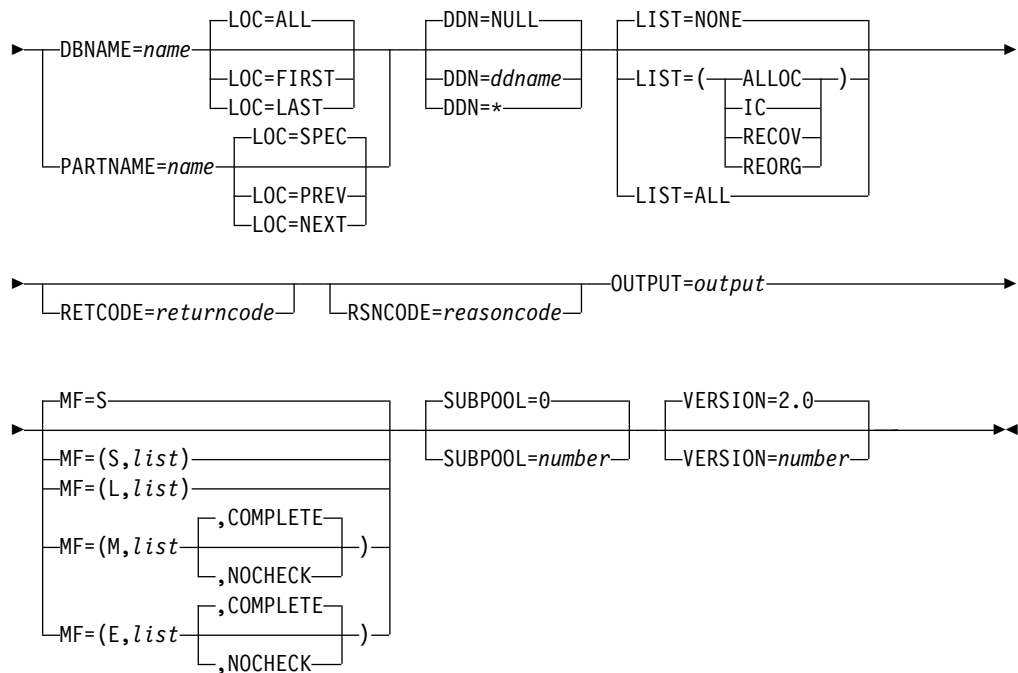 LOC=ALL DDN=NULL LIST=NONE
DBNAME=name
LOC=FIRST DDN=ddname LIST=( ALLOC )
LOC=LAST DDN=* IC
LOC=SPEC RECOV
PARTNAME=name REORG
LOC=PREV LIST=ALL
LOC=NEXT
OUTPUT=output
RETCODE=returncode RSNCODE=reasoncode
MF=S SUBPOOL=0 VERSION=2.0
MF=(S,list) SUBPOOL=number VERSION=number
MF=(L,list)
,COMPLETE
MF=(M,list )
,NOCHECK
,COMPLETE
MF=(E,list )
,NOCHECK